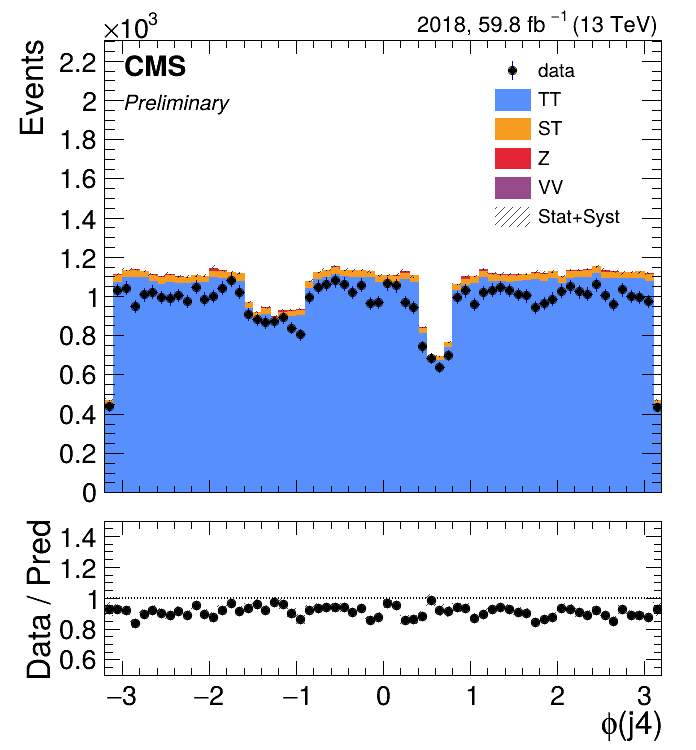 ×10³
2018, 59.8 fb⁻¹ (13 TeV)
Events
CMS
Preliminary
data
TT
ST
Z
VV
Stat+Syst
2.2
2
1.8
1.6
1.4
1.2
1
0.8
0.6
0.4
0.2
0
Data / Pred
1.4
1.2
1
0.8
0.6
−3 −2 −1 0 1 2 3
ϕ(j4)